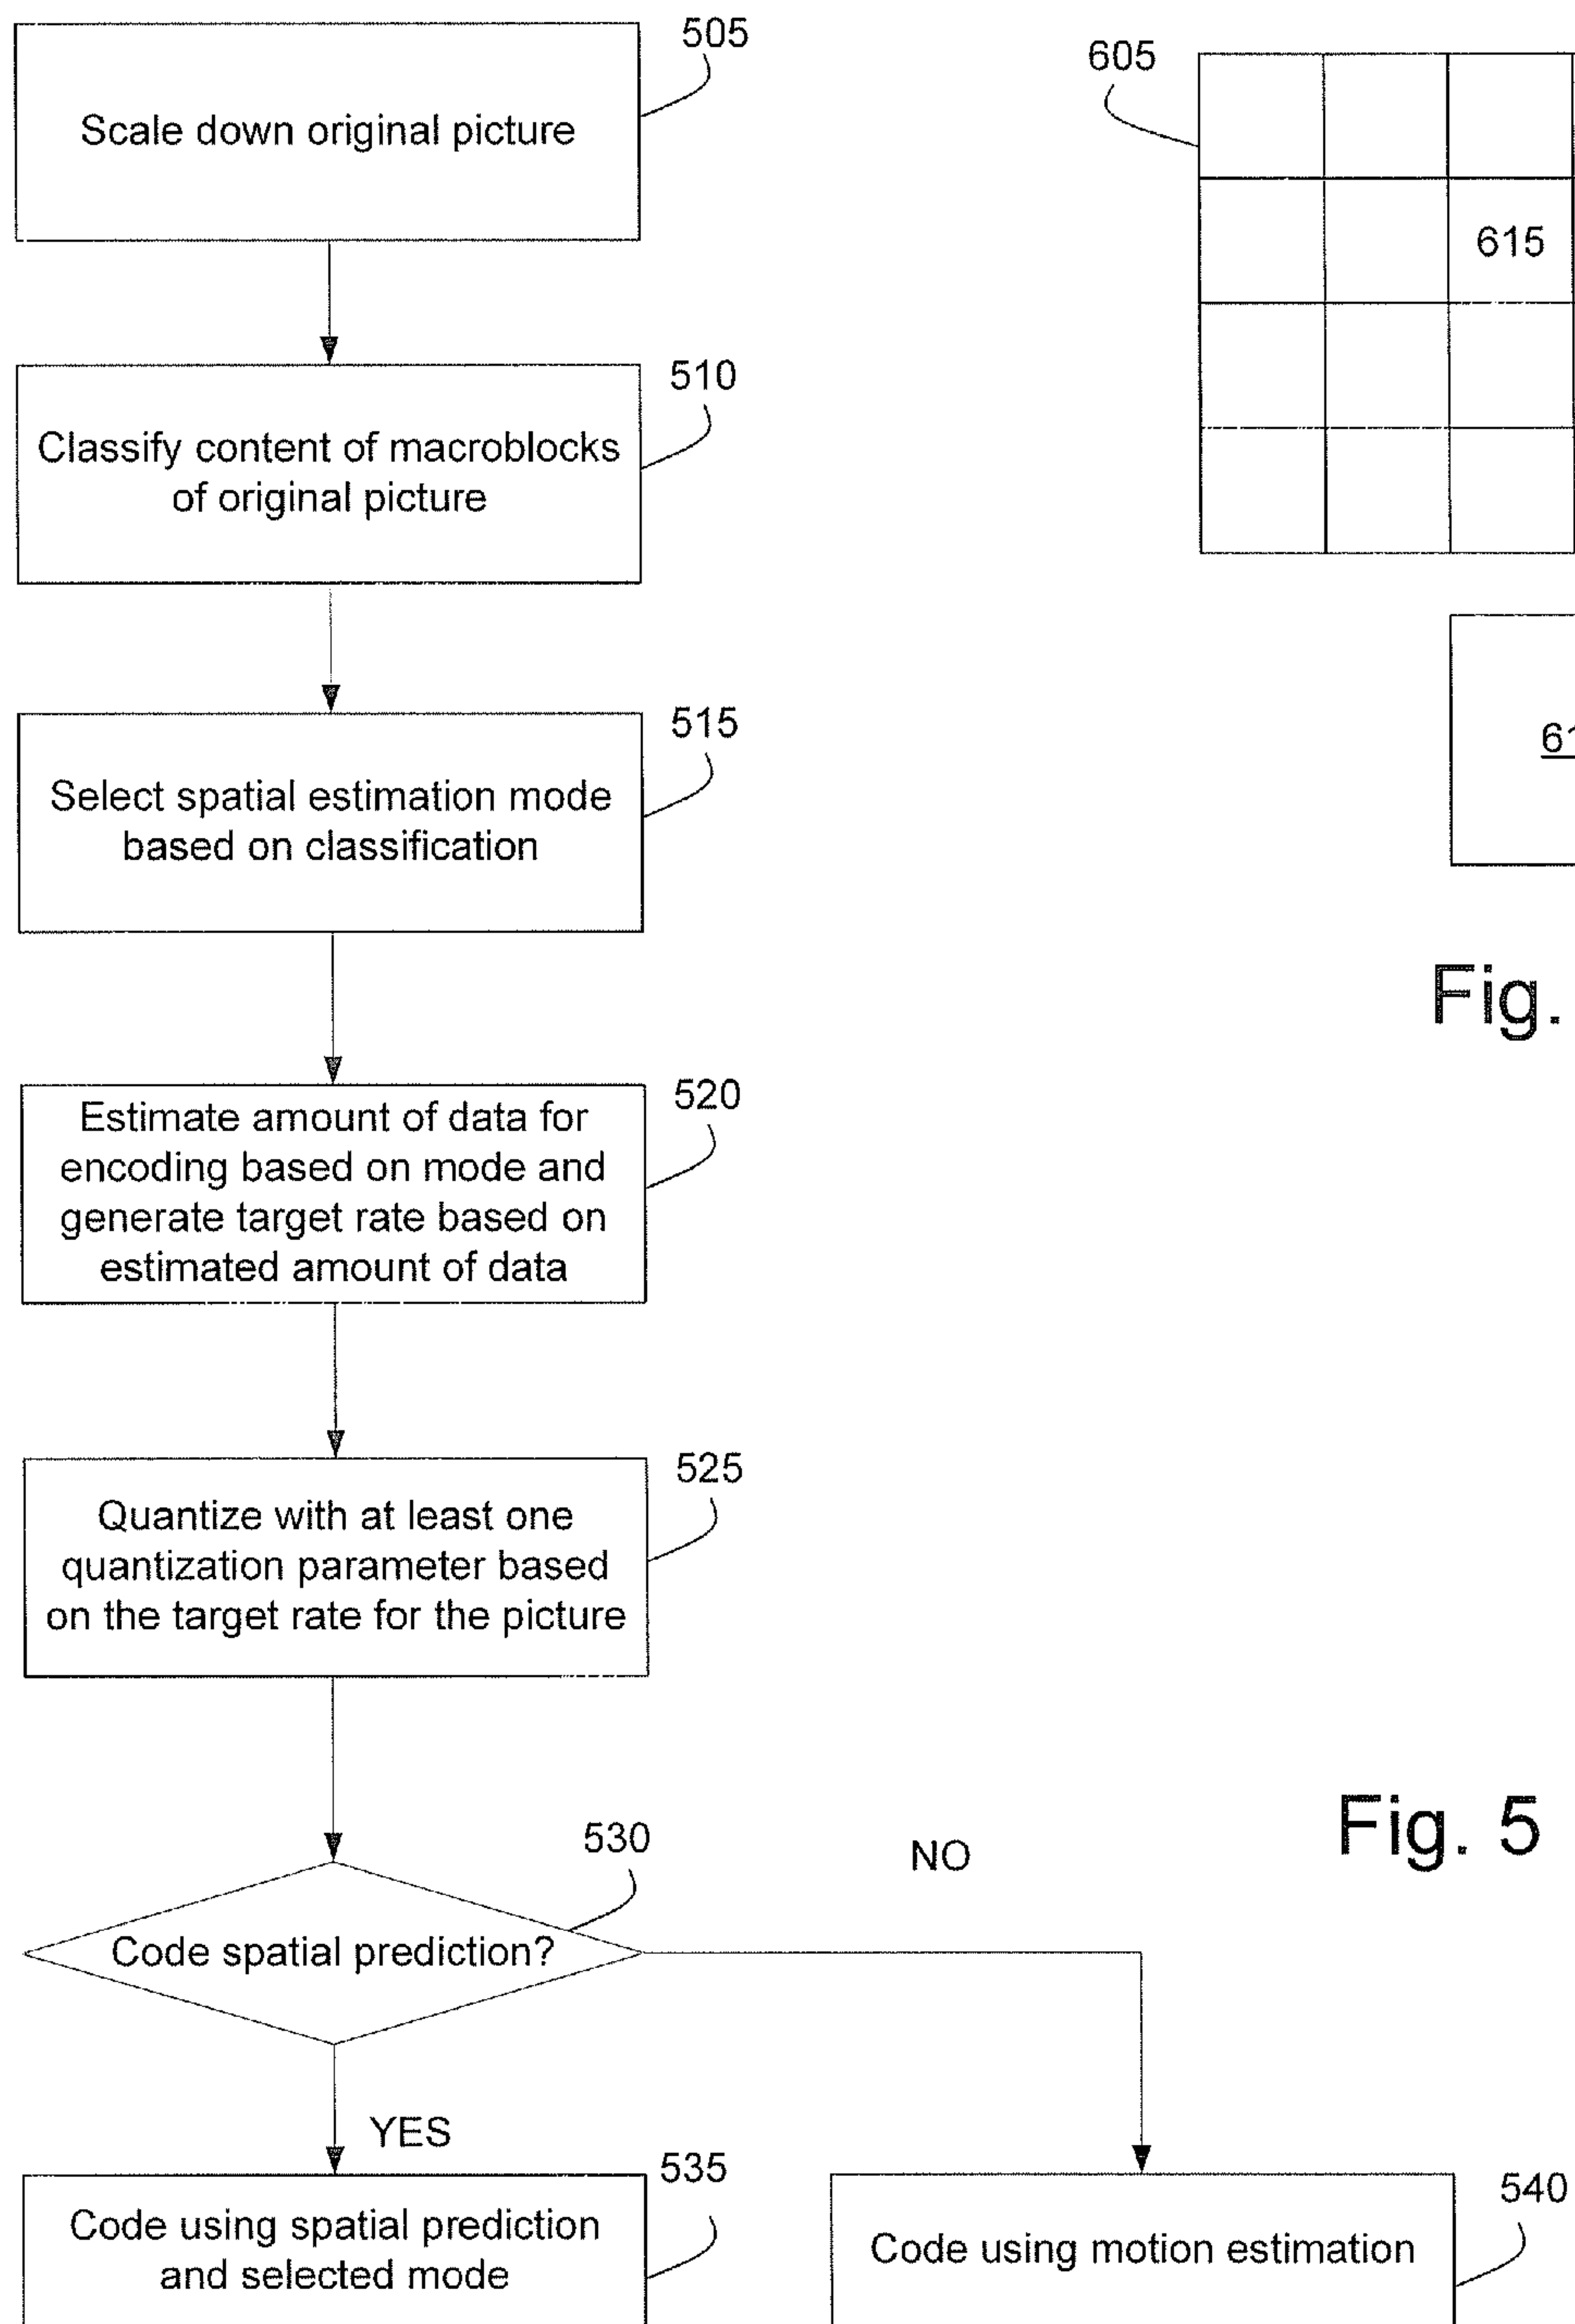 505
Scale down original picture
510
Classify content of macroblocks
of original picture
515
Select spatial estimation mode
based on classification
520
Estimate amount of data for
encoding based on mode and
generate target rate based on
estimated amount of data
525
Quantize with at least one
quantization parameter based
on the target rate for the picture
530
Code spatial prediction?
NO
YES
535
Code using spatial prediction
and selected mode
540
Code using motion estimation
Fig. 5
605
615
Fig.